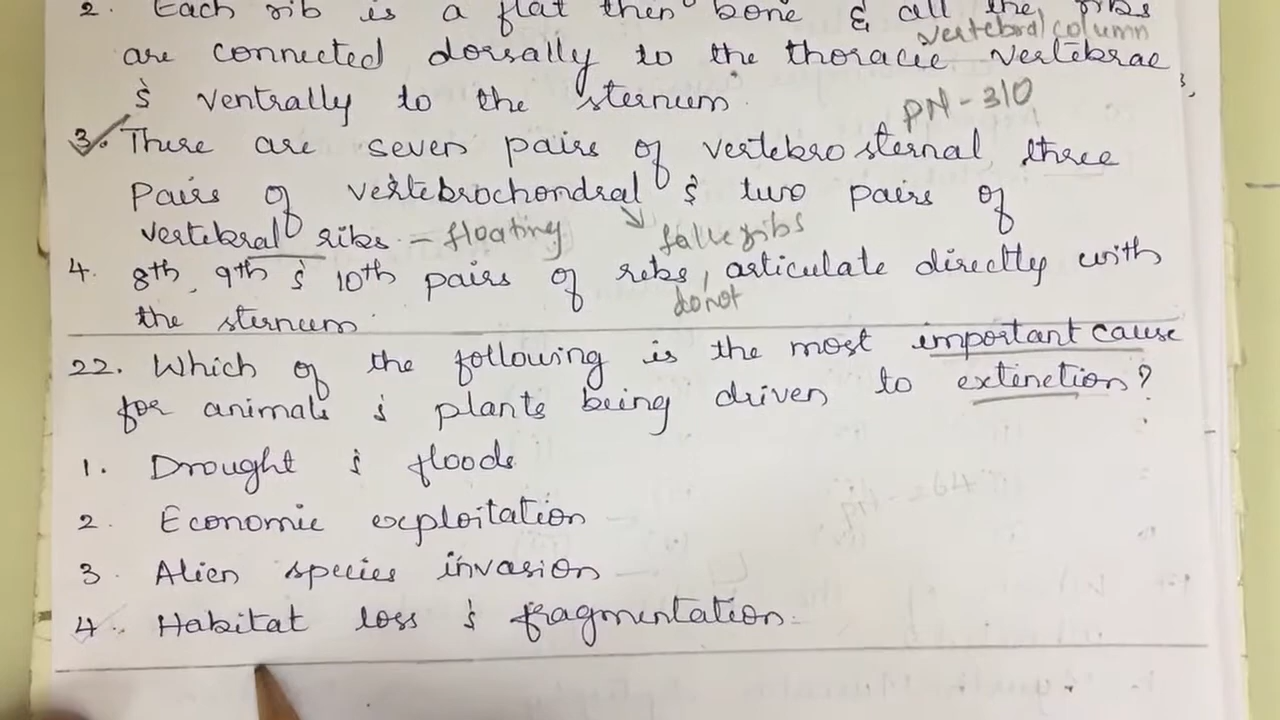 2. Each rib is a flat thin bone & all the ribs
vertebral column
are connected dorsally to the thoracic vertebrae
& ventrally to the sternum.
PN - 310
3. There are seven pairs of vertebrosternal, three
Pairs of vertebrochondral & two pairs of
vertebral ribs. - floating
false ribs
4. 8th, 9th & 10th pairs of ribs, articulate directly with
do not
the sternum.
22. Which of the following is the most important cause
for animals & plants being driven to extinction?
1. Drought & floods
2. Economic exploitation
3. Alien species invasion
4. Habitat loss & fragmentation.